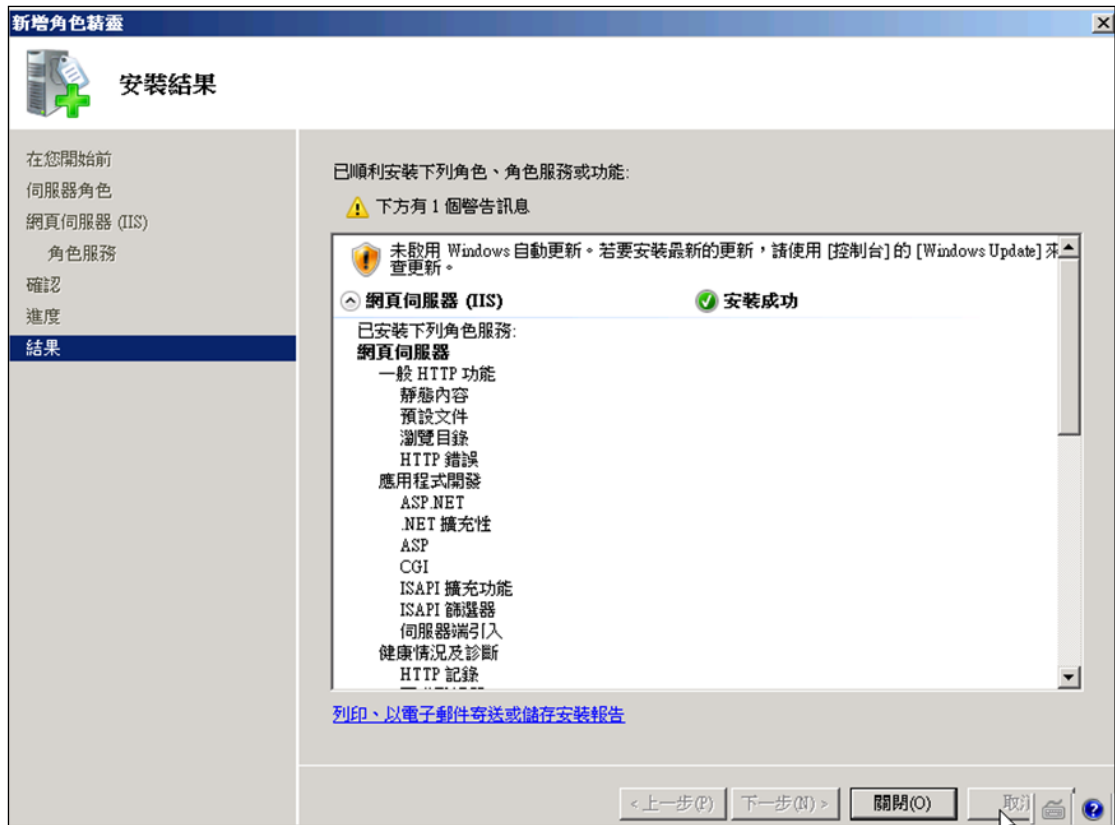 新增角色精靈
安裝結果
在您開始前
伺服器角色
網頁伺服器 (IIS)
角色服務
確認
進度
結果
已順利安裝下列角色、角色服務或功能:
下方有 1 個警告訊息
未啟用 Windows 自動更新。若要安裝最新的更新，請使用 [控制台] 的 [Windows Update] 來
查更新。
網頁伺服器 (IIS) 安裝成功
已安裝下列角色服務:
網頁伺服器
一般 HTTP 功能
靜態內容
預設文件
瀏覽目錄
HTTP 錯誤
應用程式開發
ASP.NET
.NET 擴充性
ASP
CGI
ISAPI 擴充功能
ISAPI 篩選器
伺服器端引入
健康情況及診斷
HTTP 記錄
列印、以電子郵件寄送或儲存安裝報告
< 上一步(P) 下一步(N) > 關閉(O) 取